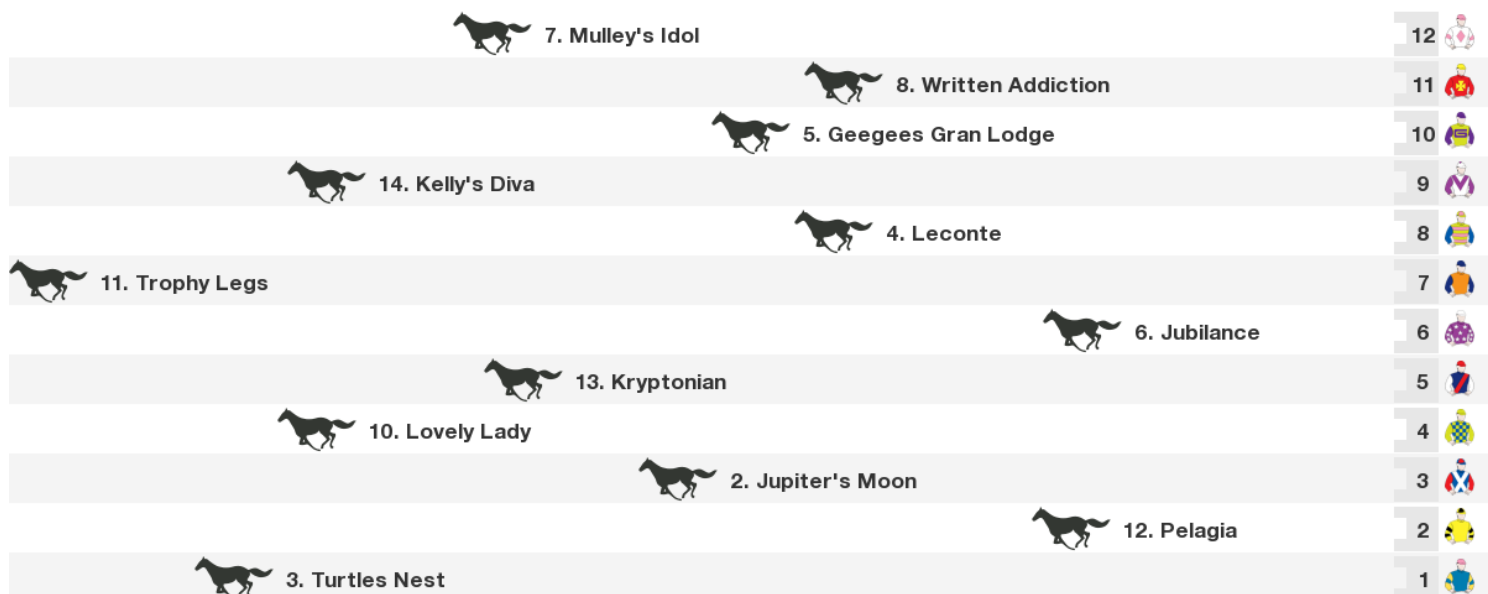 7. Mulley's Idol 12
8. Written Addiction 11
5. Geegees Gran Lodge 10
14. Kelly's Diva 9
4. Leconte 8
11. Trophy Legs 7
6. Jubilance 6
13. Kryptonian 5
10. Lovely Lady 4
2. Jupiter's Moon 3
12. Pelagia 2
3. Turtles Nest 1